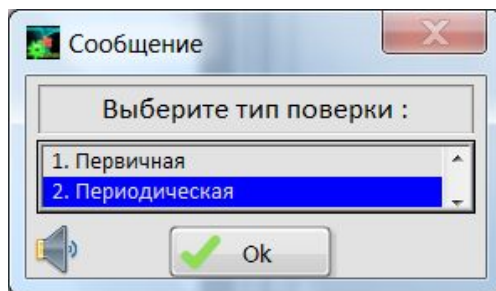 Сообщение
Выберите тип поверки :
1. Первичная
2. Периодическая
Ok